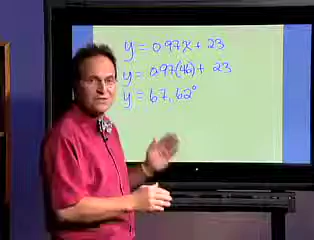 y = 0.97x + 23
y = 0.97(46) + 23
y = 67.62°